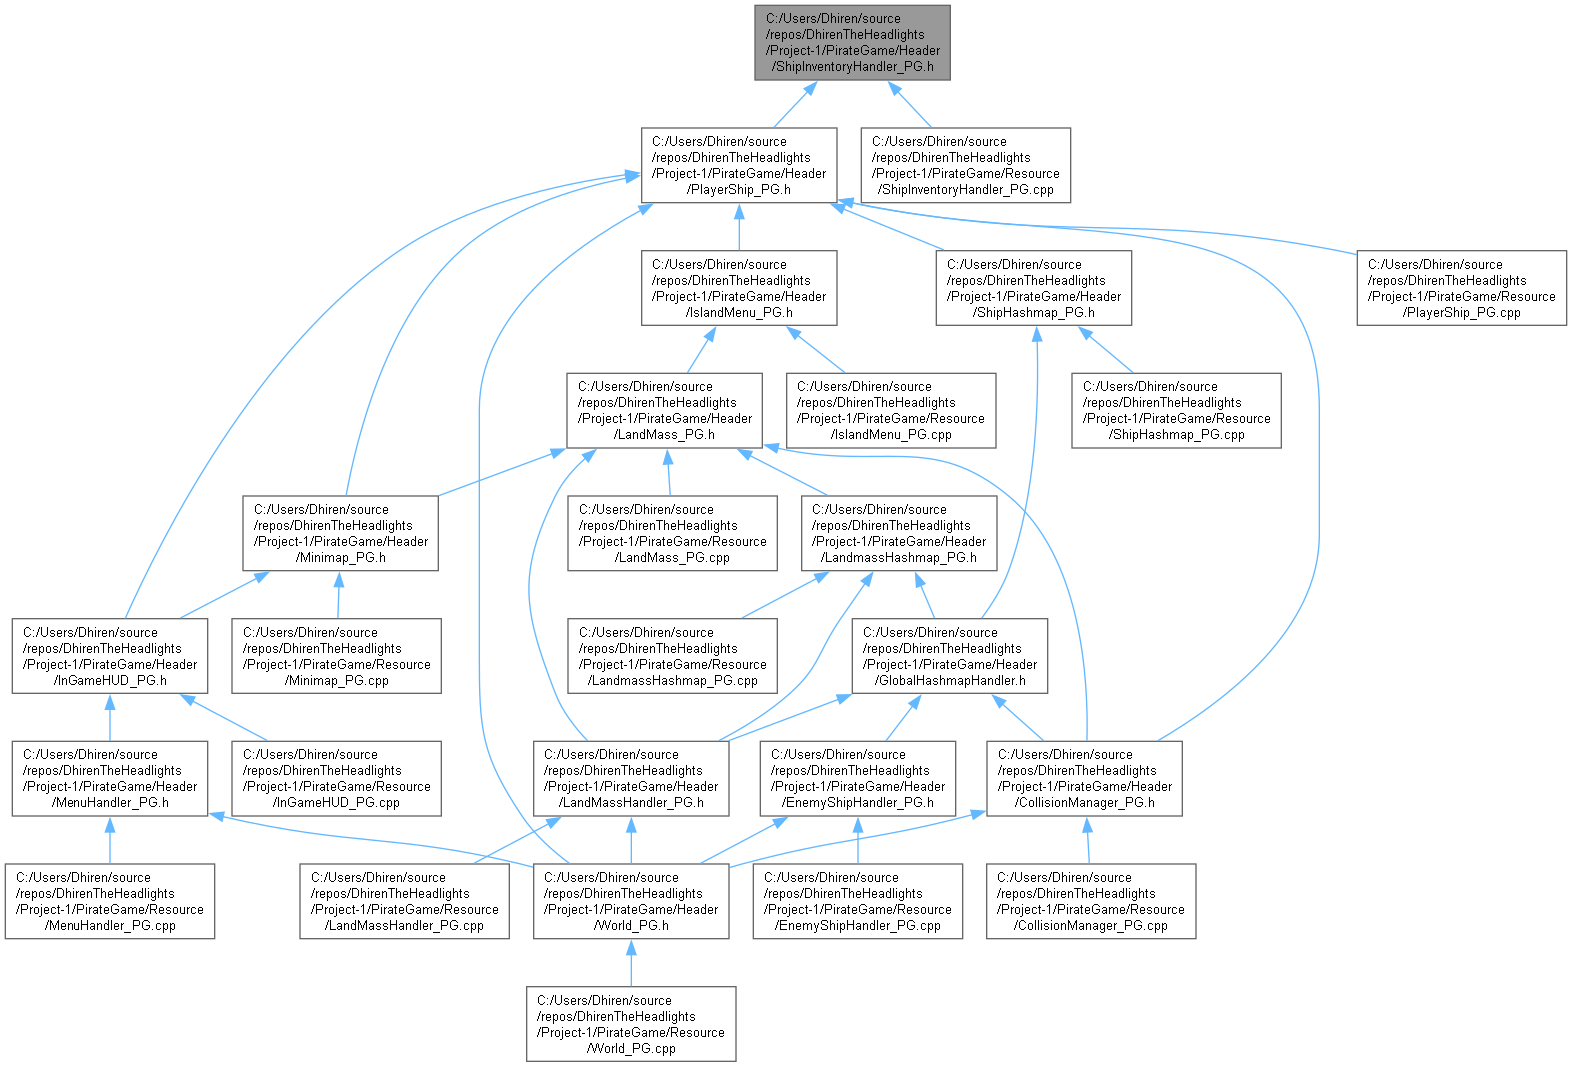 C:/Users/Dhiren/source
/repos/DhirenTheHeadlights
/Project-1/PirateGame/Header
/ShipInventoryHandler_PG.h
C:/Users/Dhiren/source
/repos/DhirenTheHeadlights
/Project-1/PirateGame/Header
/PlayerShip_PG.h
C:/Users/Dhiren/source
/repos/DhirenTheHeadlights
/Project-1/PirateGame/Resource
/ShipInventoryHandler_PG.cpp
C:/Users/Dhiren/source
/repos/DhirenTheHeadlights
/Project-1/PirateGame/Header
/IslandMenu_PG.h
C:/Users/Dhiren/source
/repos/DhirenTheHeadlights
/Project-1/PirateGame/Header
/ShipHashmap_PG.h
C:/Users/Dhiren/source
/repos/DhirenTheHeadlights
/Project-1/PirateGame/Resource
/PlayerShip_PG.cpp
C:/Users/Dhiren/source
/repos/DhirenTheHeadlights
/Project-1/PirateGame/Header
/LandMass_PG.h
C:/Users/Dhiren/source
/repos/DhirenTheHeadlights
/Project-1/PirateGame/Resource
/IslandMenu_PG.cpp
C:/Users/Dhiren/source
/repos/DhirenTheHeadlights
/Project-1/PirateGame/Resource
/ShipHashmap_PG.cpp
C:/Users/Dhiren/source
/repos/DhirenTheHeadlights
/Project-1/PirateGame/Header
/Minimap_PG.h
C:/Users/Dhiren/source
/repos/DhirenTheHeadlights
/Project-1/PirateGame/Resource
/LandMass_PG.cpp
C:/Users/Dhiren/source
/repos/DhirenTheHeadlights
/Project-1/PirateGame/Header
/LandmassHashmap_PG.h
C:/Users/Dhiren/source
/repos/DhirenTheHeadlights
/Project-1/PirateGame/Header
/InGameHUD_PG.h
C:/Users/Dhiren/source
/repos/DhirenTheHeadlights
/Project-1/PirateGame/Resource
/Minimap_PG.cpp
C:/Users/Dhiren/source
/repos/DhirenTheHeadlights
/Project-1/PirateGame/Resource
/LandmassHashmap_PG.cpp
C:/Users/Dhiren/source
/repos/DhirenTheHeadlights
/Project-1/PirateGame/Header
/GlobalHashmapHandler.h
C:/Users/Dhiren/source
/repos/DhirenTheHeadlights
/Project-1/PirateGame/Header
/MenuHandler_PG.h
C:/Users/Dhiren/source
/repos/DhirenTheHeadlights
/Project-1/PirateGame/Resource
/InGameHUD_PG.cpp
C:/Users/Dhiren/source
/repos/DhirenTheHeadlights
/Project-1/PirateGame/Header
/LandMassHandler_PG.h
C:/Users/Dhiren/source
/repos/DhirenTheHeadlights
/Project-1/PirateGame/Header
/EnemyShipHandler_PG.h
C:/Users/Dhiren/source
/repos/DhirenTheHeadlights
/Project-1/PirateGame/Header
/CollisionManager_PG.h
C:/Users/Dhiren/source
/repos/DhirenTheHeadlights
/Project-1/PirateGame/Resource
/MenuHandler_PG.cpp
C:/Users/Dhiren/source
/repos/DhirenTheHeadlights
/Project-1/PirateGame/Resource
/LandMassHandler_PG.cpp
C:/Users/Dhiren/source
/repos/DhirenTheHeadlights
/Project-1/PirateGame/Header
/World_PG.h
C:/Users/Dhiren/source
/repos/DhirenTheHeadlights
/Project-1/PirateGame/Resource
/EnemyShipHandler_PG.cpp
C:/Users/Dhiren/source
/repos/DhirenTheHeadlights
/Project-1/PirateGame/Resource
/CollisionManager_PG.cpp
C:/Users/Dhiren/source
/repos/DhirenTheHeadlights
/Project-1/PirateGame/Resource
/World_PG.cpp